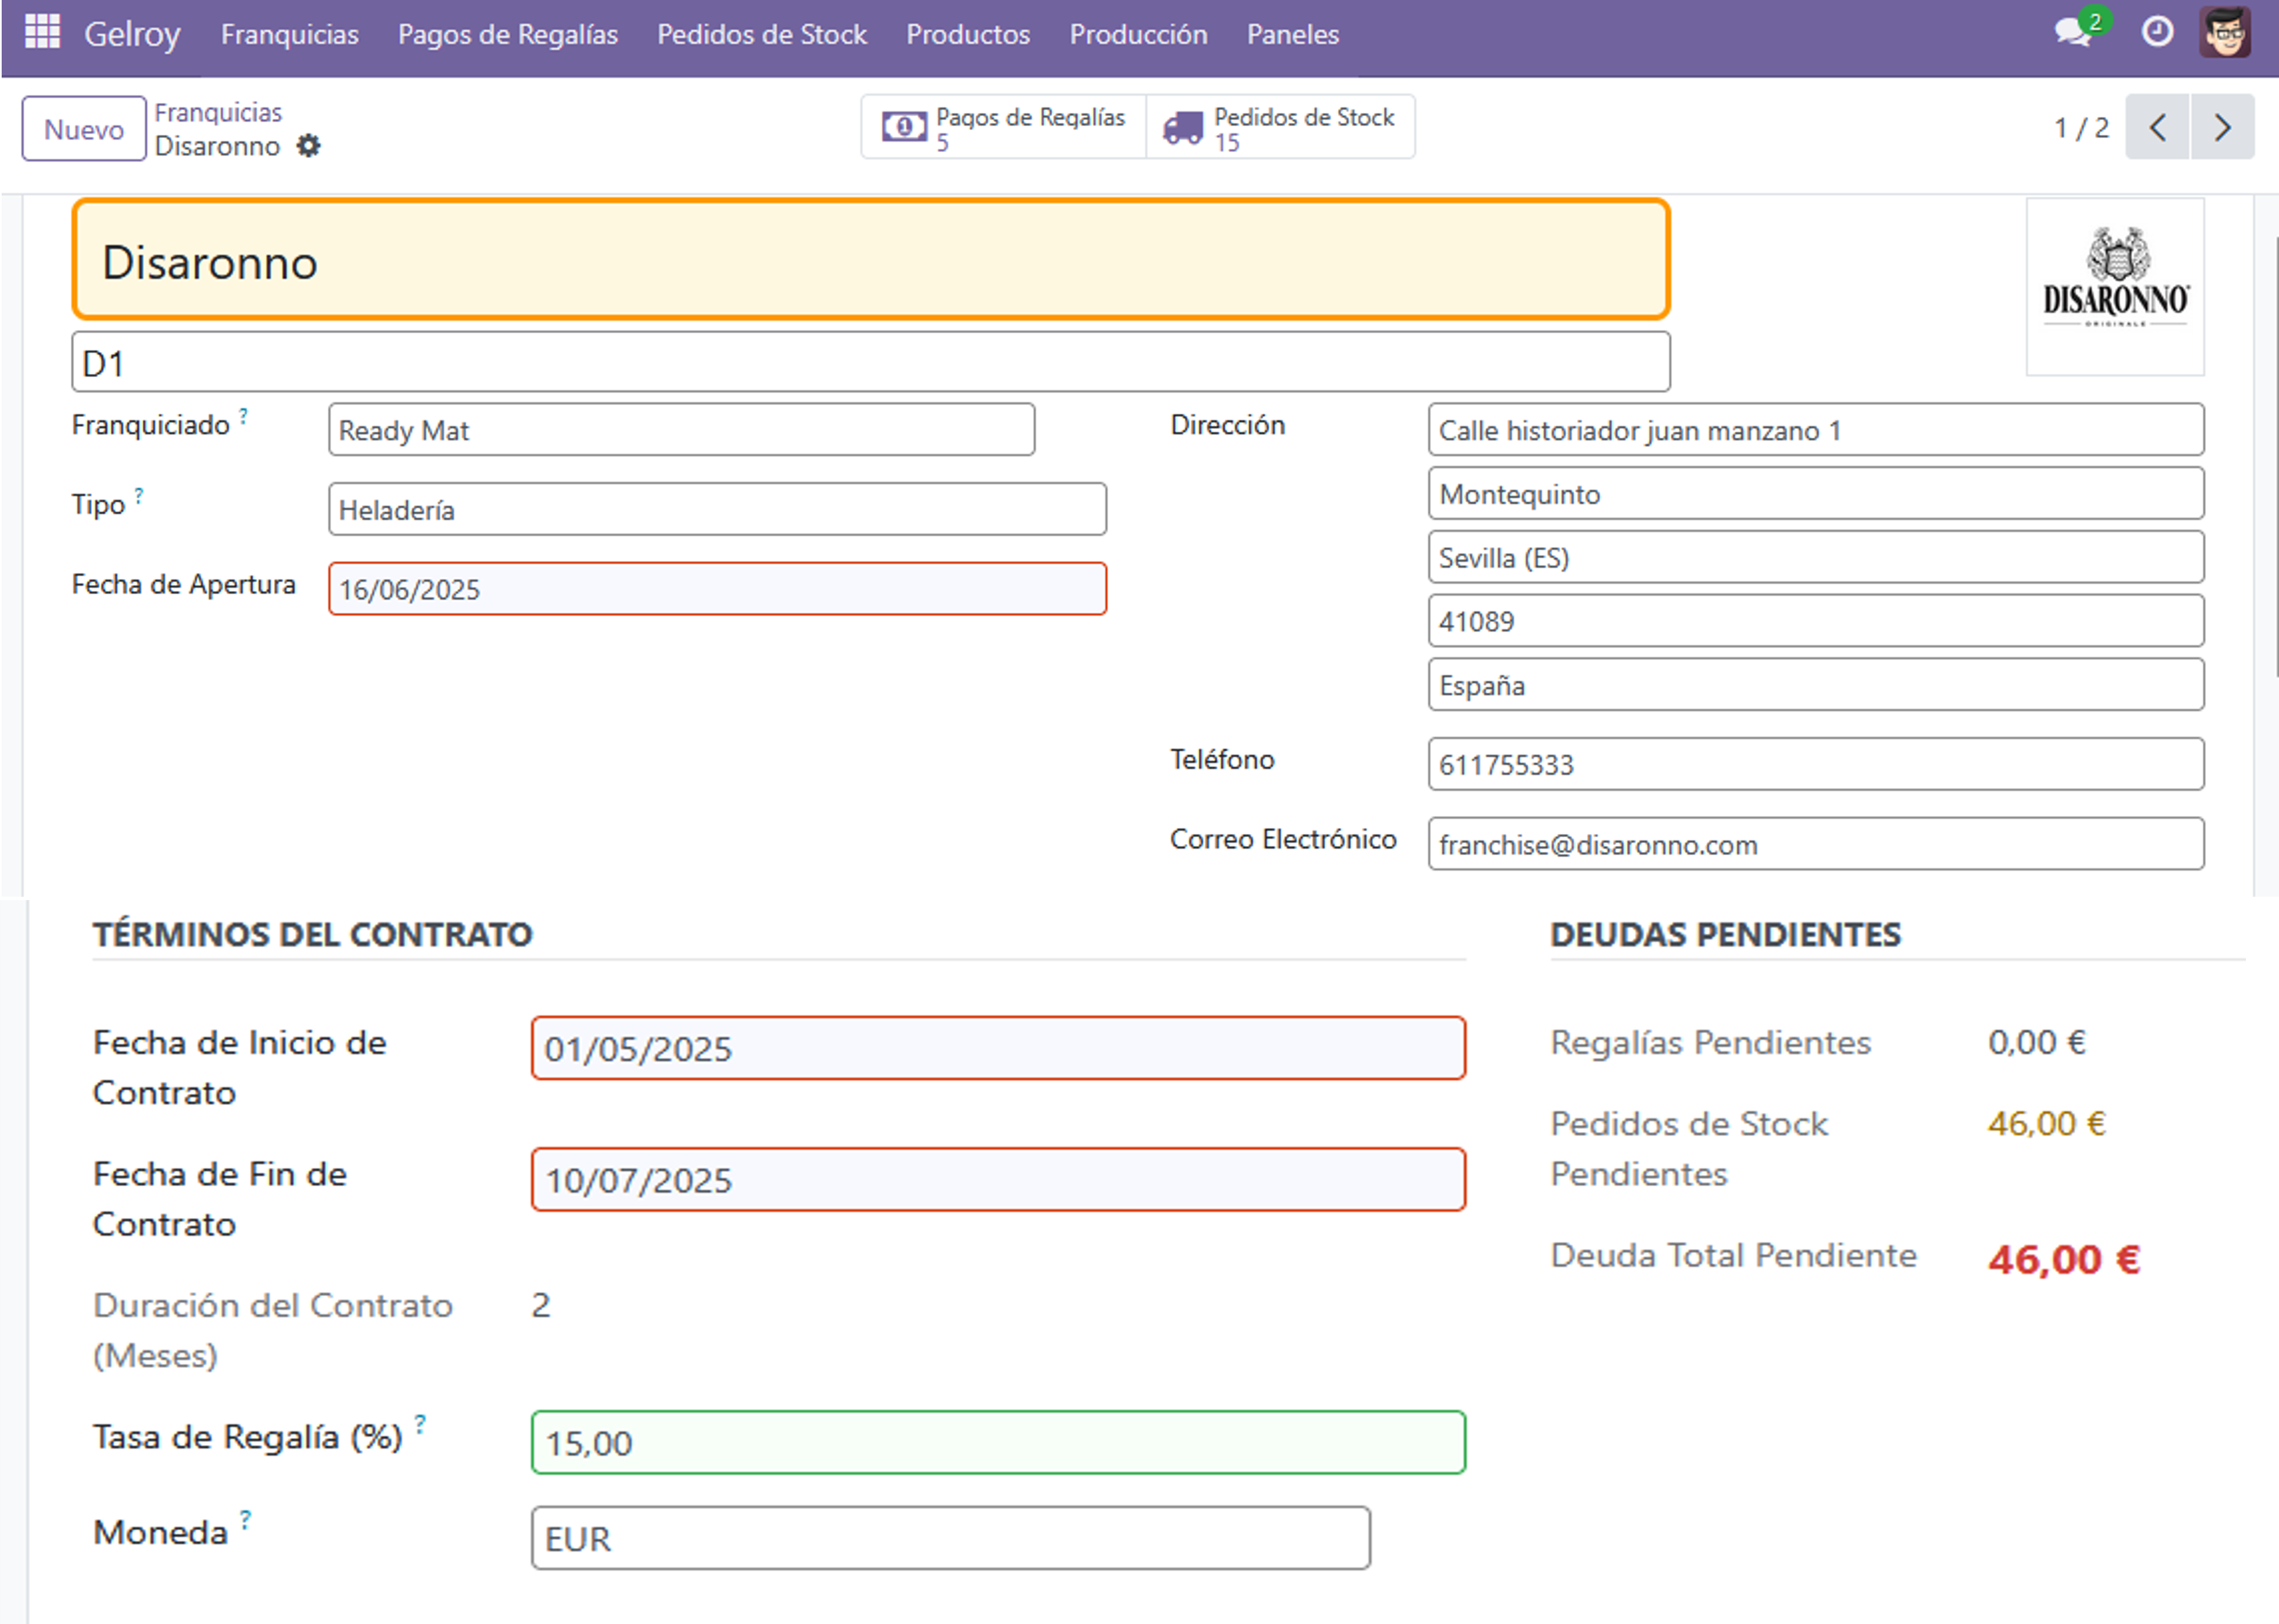 Gelroy Franquicias Pagos de Regalías Pedidos de Stock Productos Producción Paneles 2
Nuevo
Franquicias
Disaronno
Pagos de Regalías
5
Pedidos de Stock
15
1 / 2
Disaronno
DISARONNO
ORIGINALE
D1
Franquiciado ? Ready Mat
Tipo ? Heladería
Fecha de Apertura 16/06/2025
Dirección Calle historiador juan manzano 1
Montequinto
Sevilla (ES)
41089
España
Teléfono 611755333
Correo Electrónico franchise@disaronno.com
TÉRMINOS DEL CONTRATO
Fecha de Inicio de
Contrato
01/05/2025
Fecha de Fin de
Contrato
10/07/2025
Duración del Contrato
(Meses)
2
Tasa de Regalía (%) ? 15,00
Moneda ? EUR
DEUDAS PENDIENTES
Regalías Pendientes 0,00 €
Pedidos de Stock
Pendientes
46,00 €
Deuda Total Pendiente 46,00 €